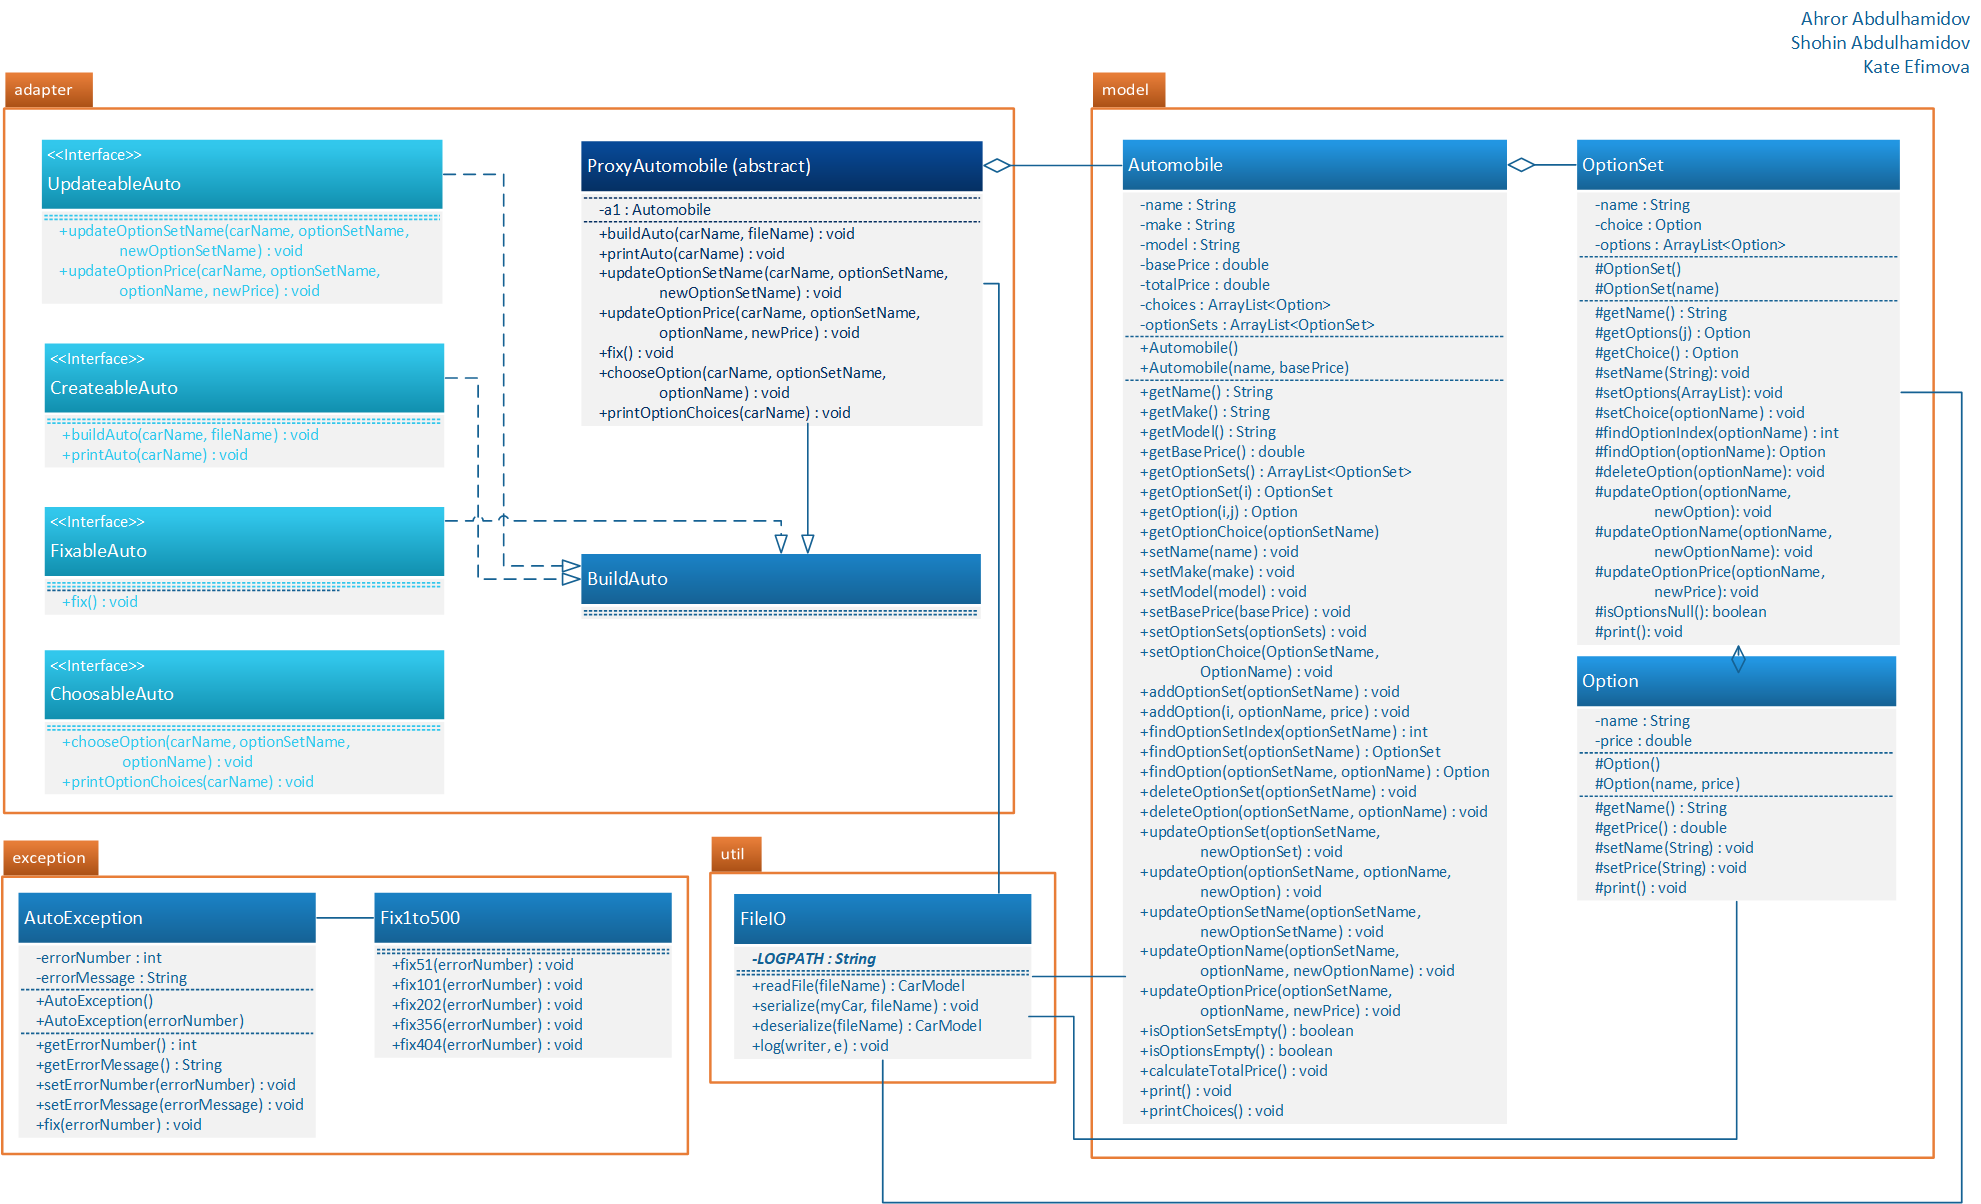 Ahror Abdulhamidov
Shohin Abdulhamidov
Kate Efimova
adapter
<<Interface>>
UpdateableAuto
+updateOptionSetName(carName, optionSetName,
newOptionSetName) : void
+updateOptionPrice(carName, optionSetName,
optionName, newPrice) : void
<<Interface>>
CreateableAuto
+buildAuto(carName, fileName) : void
+printAuto(carName) : void
<<Interface>>
FixableAuto
+fix() : void
<<Interface>>
ChoosableAuto
+chooseOption(carName, optionSetName,
optionName) : void
+printOptionChoices(carName) : void
ProxyAutomobile (abstract)
-a1 : Automobile
+buildAuto(carName, fileName) : void
+printAuto(carName) : void
+updateOptionSetName(carName, optionSetName,
newOptionSetName) : void
+updateOptionPrice(carName, optionSetName,
optionName, newPrice) : void
+fix() : void
+chooseOption(carName, optionSetName,
optionName) : void
+printOptionChoices(carName) : void
BuildAuto
model
Automobile
-name : String
-make : String
-model : String
-basePrice : double
-totalPrice : double
-choices : ArrayList<Option>
-optionSets : ArrayList<OptionSet>
+Automobile()
+Automobile(name, basePrice)
+getName() : String
+getMake() : String
+getModel() : String
+getBasePrice() : double
+getOptionSets() : ArrayList<OptionSet>
+getOptionSet(i) : OptionSet
+getOption(i,j) : Option
+getOptionChoice(optionSetName)
+setName(name) : void
+setMake(make) : void
+setModel(model) : void
+setBasePrice(basePrice) : void
+setOptionSets(optionSets) : void
+setOptionChoice(OptionSetName,
OptionName) : void
+addOptionSet(optionSetName) : void
+addOption(i, optionName, price) : void
+findOptionSetIndex(optionSetName) : int
+findOptionSet(optionSetName) : OptionSet
+findOption(optionSetName, optionName) : Option
+deleteOptionSet(optionSetName) : void
+deleteOption(optionSetName, optionName) : void
+updateOptionSet(optionSetName,
newOptionSet) : void
+updateOption(optionSetName, optionName,
newOption) : void
+updateOptionSetName(optionSetName,
newOptionSetName) : void
+updateOptionName(optionSetName,
optionName, newOptionName) : void
+updateOptionPrice(optionSetName,
optionName, newPrice) : void
+isOptionSetsEmpty() : boolean
+isOptionsEmpty() : boolean
+calculateTotalPrice() : void
+print() : void
+printChoices() : void
OptionSet
-name : String
-choice : Option
-options : ArrayList<Option>
#OptionSet()
#OptionSet(name)
#getName() : String
#getOptions(j) : Option
#getChoice() : Option
#setName(String): void
#setOptions(ArrayList): void
#setChoice(optionName) : void
#findOptionIndex(optionName) : int
#findOption(optionName): Option
#deleteOption(optionName): void
#updateOption(optionName,
newOption): void
#updateOptionName(optionName,
newOptionName): void
#updateOptionPrice(optionName,
newPrice): void
#isOptionsNull(): boolean
#print(): void
Option
-name : String
-price : double
#Option()
#Option(name, price)
#getName() : String
#getPrice() : double
#setName(String) : void
#setPrice(String) : void
#print() : void
exception
AutoException
-errorNumber : int
-errorMessage : String
+AutoException()
+AutoException(errorNumber)
+getErrorNumber() : int
+getErrorMessage() : String
+setErrorNumber(errorNumber) : void
+setErrorMessage(errorMessage) : void
+fix(errorNumber) : void
Fix1to500
+fix51(errorNumber) : void
+fix101(errorNumber) : void
+fix202(errorNumber) : void
+fix356(errorNumber) : void
+fix404(errorNumber) : void
util
FileIO
-LOGPATH : String
+readFile(fileName) : CarModel
+serialize(myCar, fileName) : void
+deserialize(fileName) : CarModel
+log(writer, e) : void